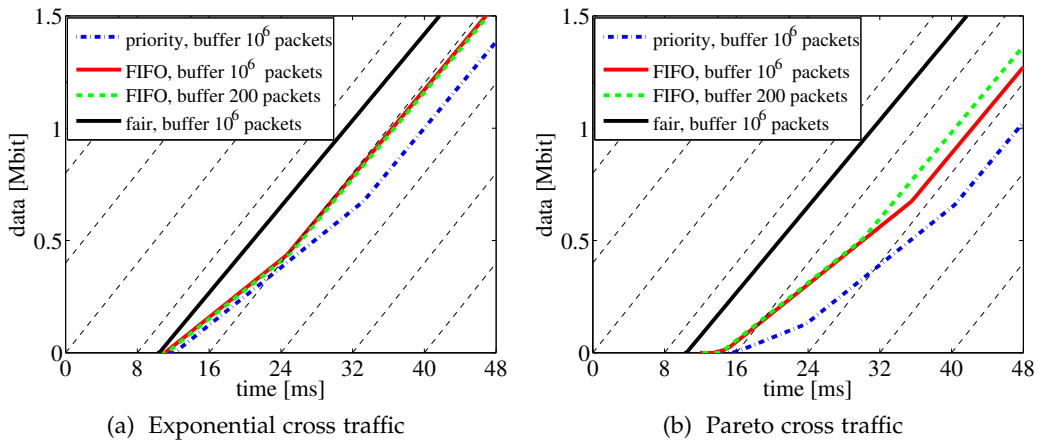 1.5
1
0.5
0
data [Mbit]
priority, buffer 10^6 packets
FIFO, buffer 10^6 packets
FIFO, buffer 200 packets
fair, buffer 10^6 packets
0 8 16 24 32 40 48
time [ms]
(a) Exponential cross traffic
1.5
1
0.5
0
data [Mbit]
priority, buffer 10^6 packets
FIFO, buffer 10^6 packets
FIFO, buffer 200 packets
fair, buffer 10^6 packets
0 8 16 24 32 40 48
time [ms]
(b) Pareto cross traffic